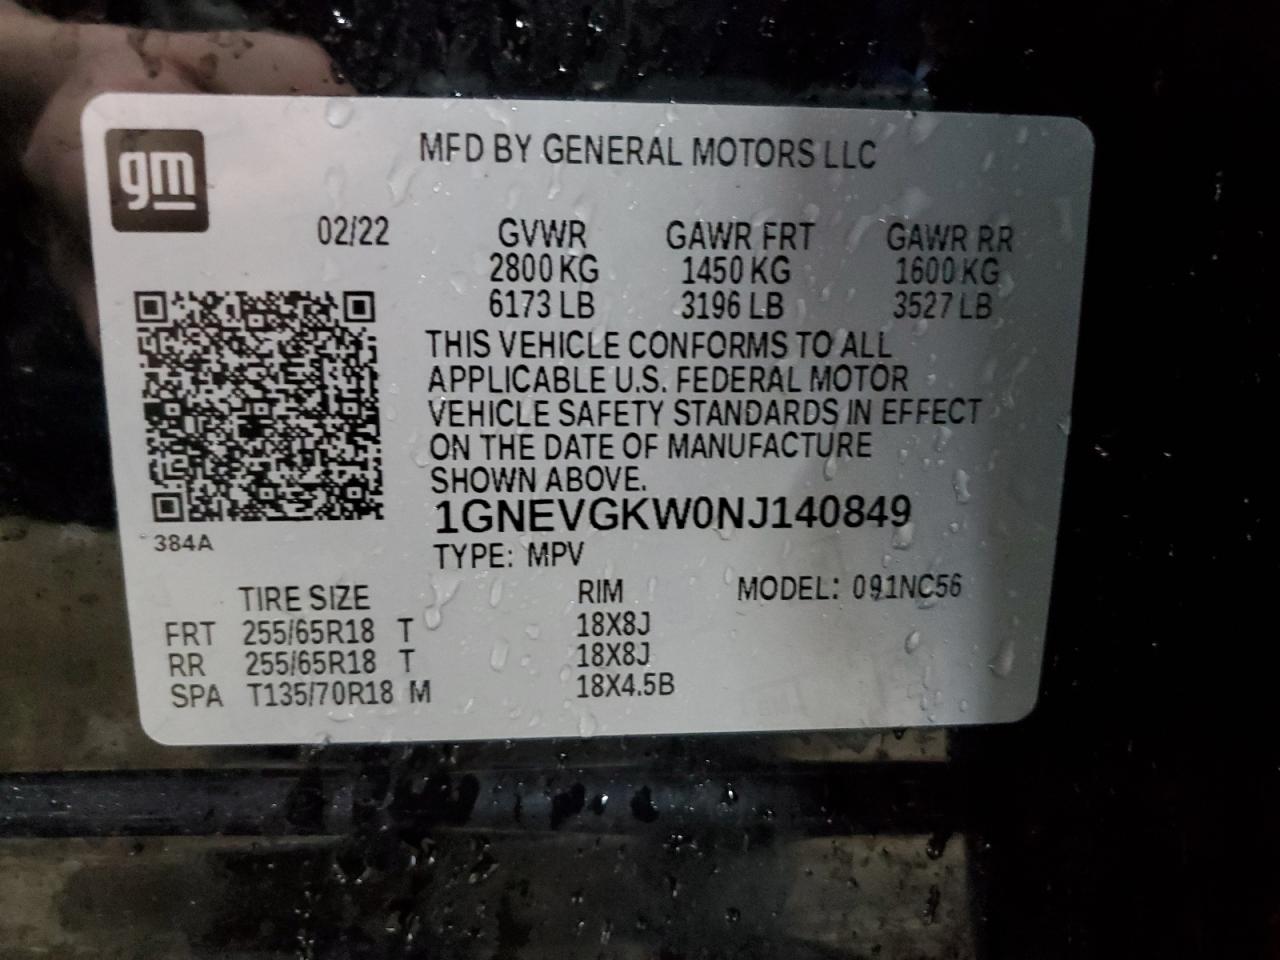 gm
MFD BY GENERAL MOTORS LLC
02/22 GVWR GAWR FRT GAWR RR
2800 KG 1450 KG 1600 KG
6173 LB 3196 LB 3527 LB
THIS VEHICLE CONFORMS TO ALL
APPLICABLE U.S. FEDERAL MOTOR
VEHICLE SAFETY STANDARDS IN EFFECT
ON THE DATE OF MANUFACTURE
SHOWN ABOVE.
1GNEVGKW0NJ140849
384A
TYPE: MPV
TIRE SIZE RIM MODEL: 091NC56
FRT 255/65R18 T 18X8J
RR 255/65R18 T 18X8J
SPA T135/70R18 M 18X4.5B